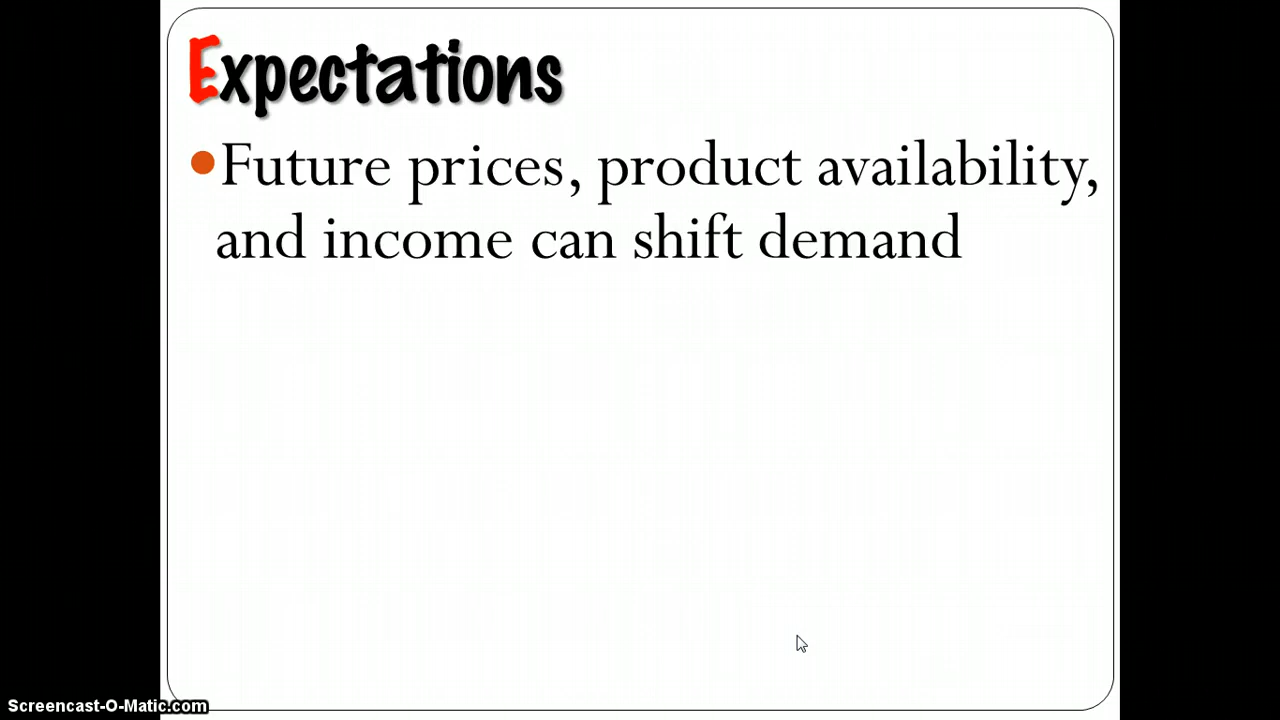 Expectations
Future prices, product availability,
and income can shift demand
Screencast-O-Matic.com